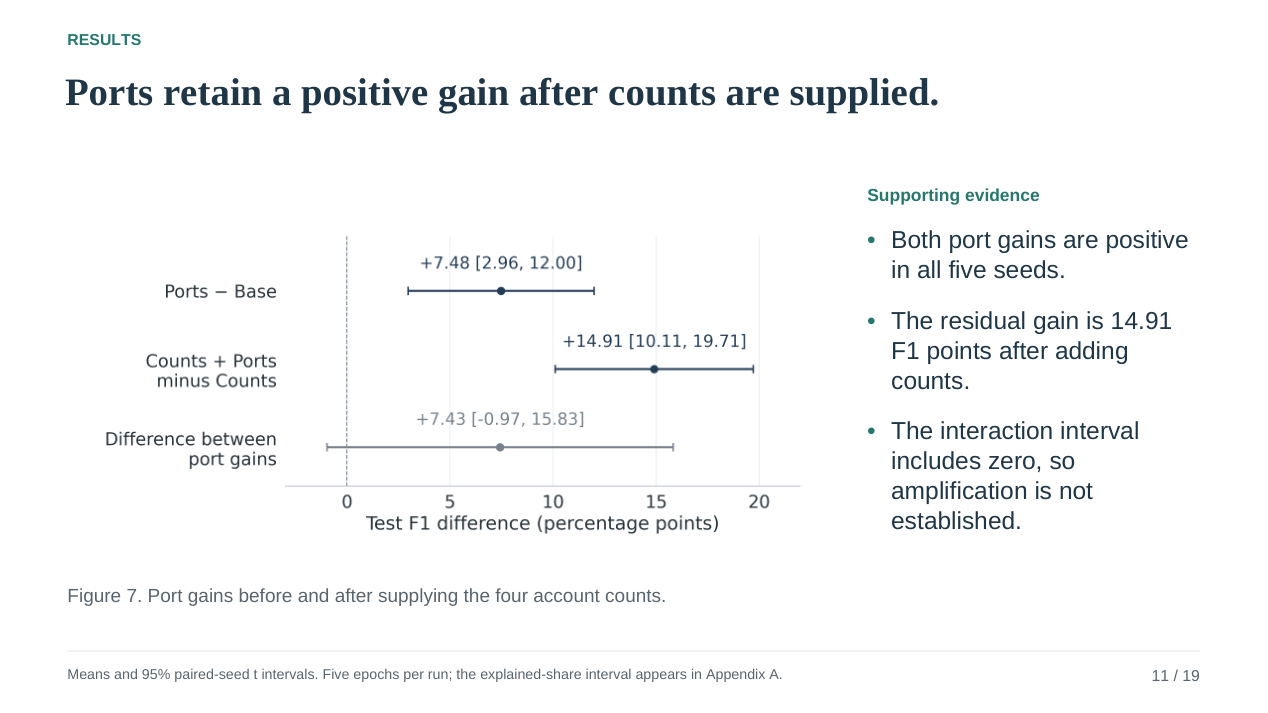 RESULTS
Ports retain a positive gain after counts are supplied.
+7.48 [2.96, 12.00]
Ports − Base
+14.91 [10.11, 19.71]
Counts + Ports
minus Counts
+7.43 [-0.97, 15.83]
Difference between
port gains
0 5 10 15 20
Test F1 difference (percentage points)
Figure 7. Port gains before and after supplying the four account counts.
Supporting evidence
• Both port gains are positive
in all five seeds.
• The residual gain is 14.91
F1 points after adding
counts.
• The interaction interval
includes zero, so
amplification is not
established.
Means and 95% paired-seed t intervals. Five epochs per run; the explained-share interval appears in Appendix A.
11 / 19